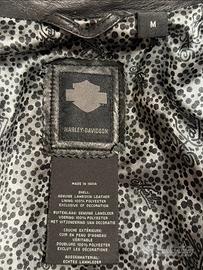 M
HARLEY-DAVIDSON
MADE IN INDIA
SHELL:
GENUINE LAMBSKIN LEATHER
LINING 100% POLYESTER
EXCLUSIVE OF DECORATION
BUITENLAAG: GENUINE LAMSLEER
VOERING 100% POLYESTER
MET UITZONDERING VAN DECORATIE
COUCHE EXTÉRIEURE:
CUIR EN PEAU D'AGNEAU
VÉRITABLE
DOUBLURE 100% POLYESTER
EXCLUT LES DÉCORATIONS
AUSSENMATERIAL:
ECHTES LAMMLEDER